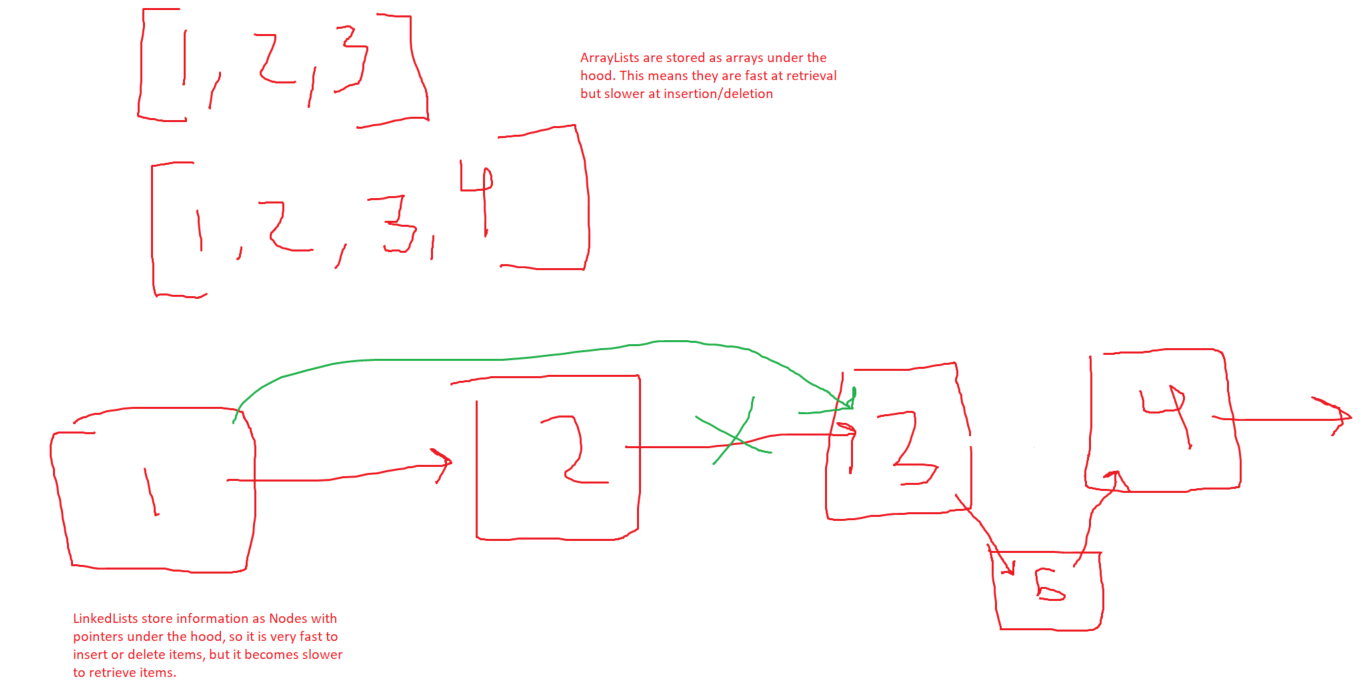 [1, 2, 3]
ArrayLists are stored as arrays under the
hood. This means they are fast at retrieval
but slower at insertion/deletion
[1, 2, 3, 4]
1
2
3
4
5
LinkedLists store information as Nodes with
pointers under the hood, so it is very fast to
insert or delete items, but it becomes slower
to retrieve items.